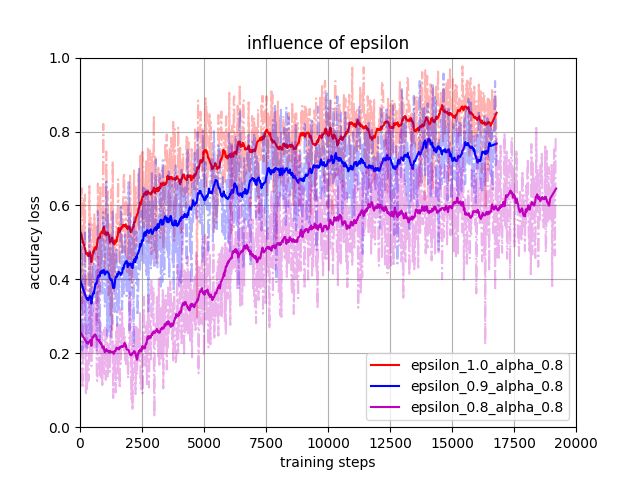 influence of epsilon
1.0
0.8
0.6
0.4
0.2
0.0
accuracy loss
epsilon_1.0_alpha_0.8
epsilon_0.9_alpha_0.8
epsilon_0.8_alpha_0.8
0 2500 5000 7500 10000 12500 15000 17500 20000
training steps